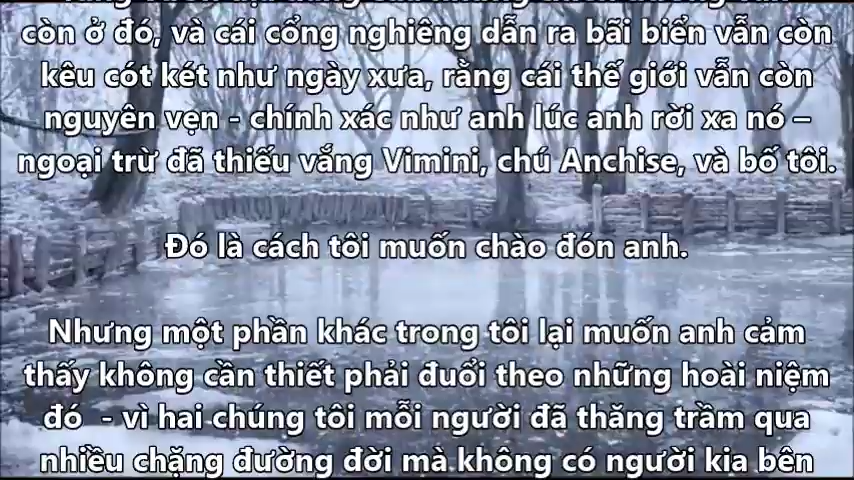 còn ở đó, và cái cổng nghiêng dẫn ra bãi biển vẫn còn
kêu cót két như ngày xưa, rằng cái thế giới vẫn còn
nguyên vẹn - chính xác như anh lúc anh rời xa nó –
ngoại trừ đã thiếu vắng Vimini, chú Anchise, và bố tôi.
Đó là cách tôi muốn chào đón anh.
Nhưng một phần khác trong tôi lại muốn anh cảm
thấy không cần thiết phải đuổi theo những hoài niệm
đó - vì hai chúng tôi mỗi người đã thăng trầm qua
nhiều chặng đường đời mà không có người kia bên